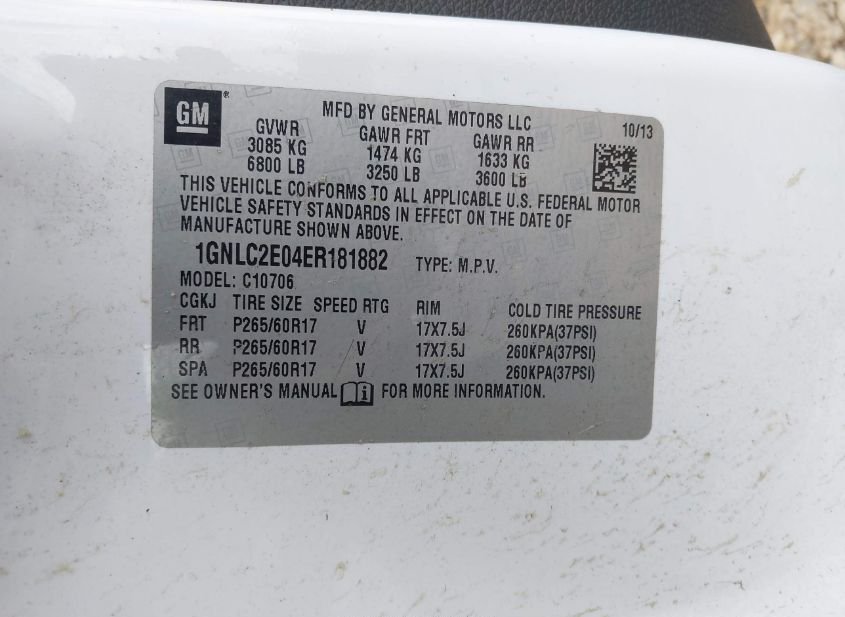 GM ®
MFD BY GENERAL MOTORS LLC
10/13
GVWR GAWR FRT GAWR RR
3085 KG 1474 KG 1633 KG
6800 LB 3250 LB 3600 LB
THIS VEHICLE CONFORMS TO ALL APPLICABLE U.S. FEDERAL MOTOR
VEHICLE SAFETY STANDARDS IN EFFECT ON THE DATE OF
MANUFACTURE SHOWN ABOVE.
1GNLC2E04ER181882 TYPE: M.P.V.
MODEL: C10706
CGKJ TIRE SIZE SPEED RTG RIM COLD TIRE PRESSURE
FRT P265/60R17 V 17X7.5J 260KPA(37PSI)
RR P265/60R17 V 17X7.5J 260KPA(37PSI)
SPA P265/60R17 V 17X7.5J 260KPA(37PSI)
SEE OWNER'S MANUAL FOR MORE INFORMATION.